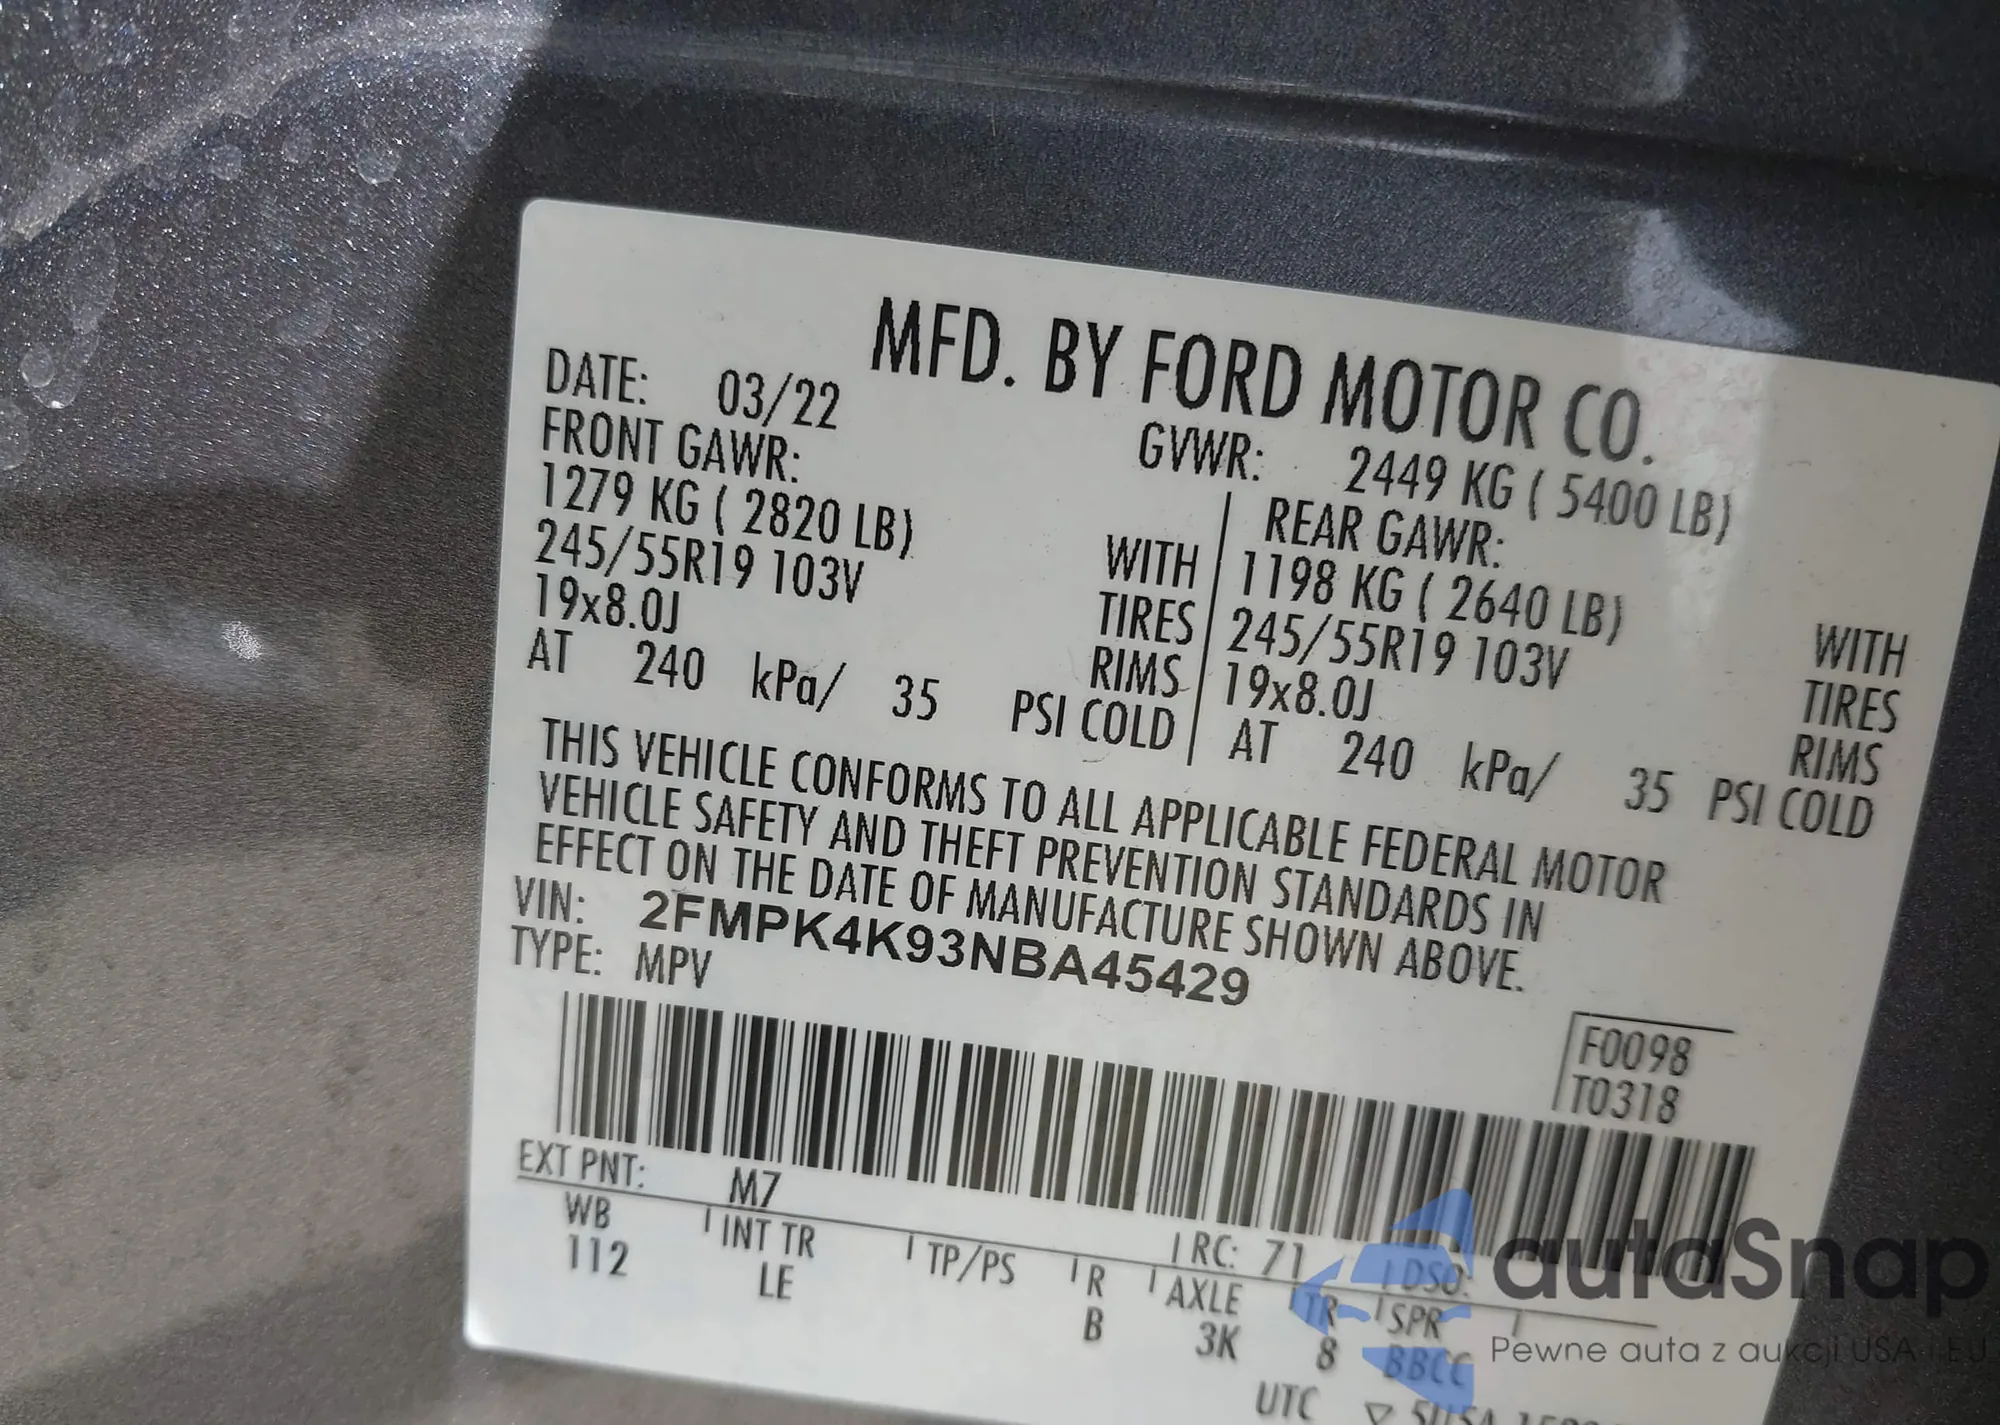 MFD. BY FORD MOTOR CO.
DATE: 03/22 GVWR: 2449 KG ( 5400 LB)
FRONT GAWR: REAR GAWR:
1279 KG ( 2820 LB) WITH 1198 KG ( 2640 LB) WITH
245/55R19 103V TIRES 245/55R19 103V TIRES
19x8.0J RIMS 19x8.0J RIMS
AT 240 kPa/ 35 PSI COLD AT 240 kPa/ 35 PSI COLD
THIS VEHICLE CONFORMS TO ALL APPLICABLE FEDERAL MOTOR
VEHICLE SAFETY AND THEFT PREVENTION STANDARDS IN
EFFECT ON THE DATE OF MANUFACTURE SHOWN ABOVE.
VIN: 2FMPK4K93NBA45429
TYPE: MPV
F0098
T0318
EXT PNT: M7 RC: 71 DSO:
WB INT TR TP/PS R AXLE TR SPR
112 LE B 3K 8 BBCC
UTC
autaSnap
Pewne auta z aukcji USA i EU